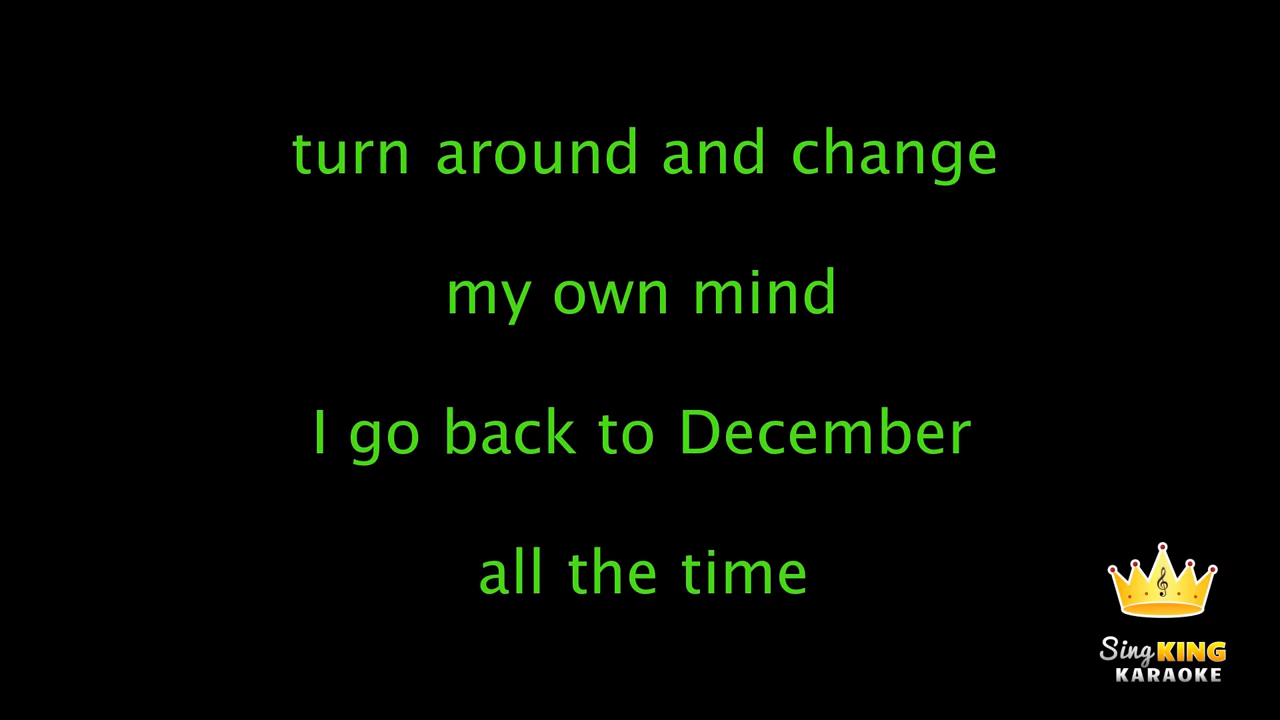 turn around and change
my own mind
I go back to December
all the time
Sing KING
KARAOKE